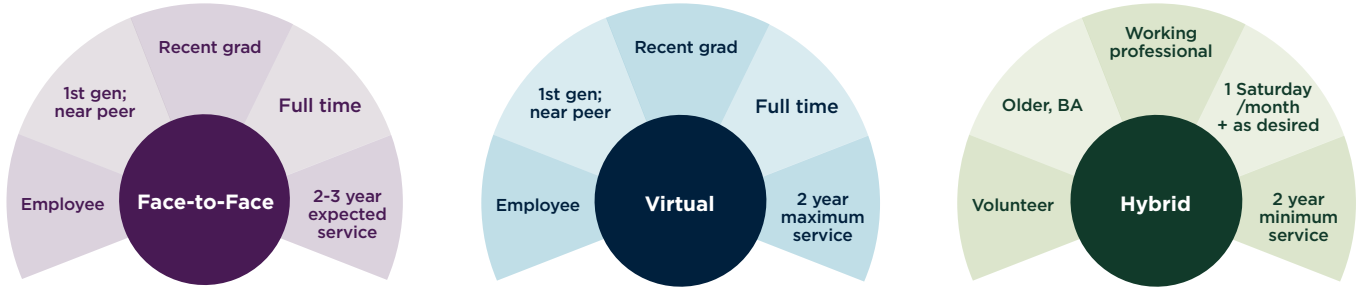 Recent grad
1st gen;
near peer
Full time
Employee
Face-to-Face
2-3 year
expected
service
Recent grad
1st gen;
near peer
Full time
Employee
Virtual
2 year
maximum
service
Working
professional
Older, BA
1 Saturday
/month
+ as desired
Volunteer
Hybrid
2 year
minimum
service